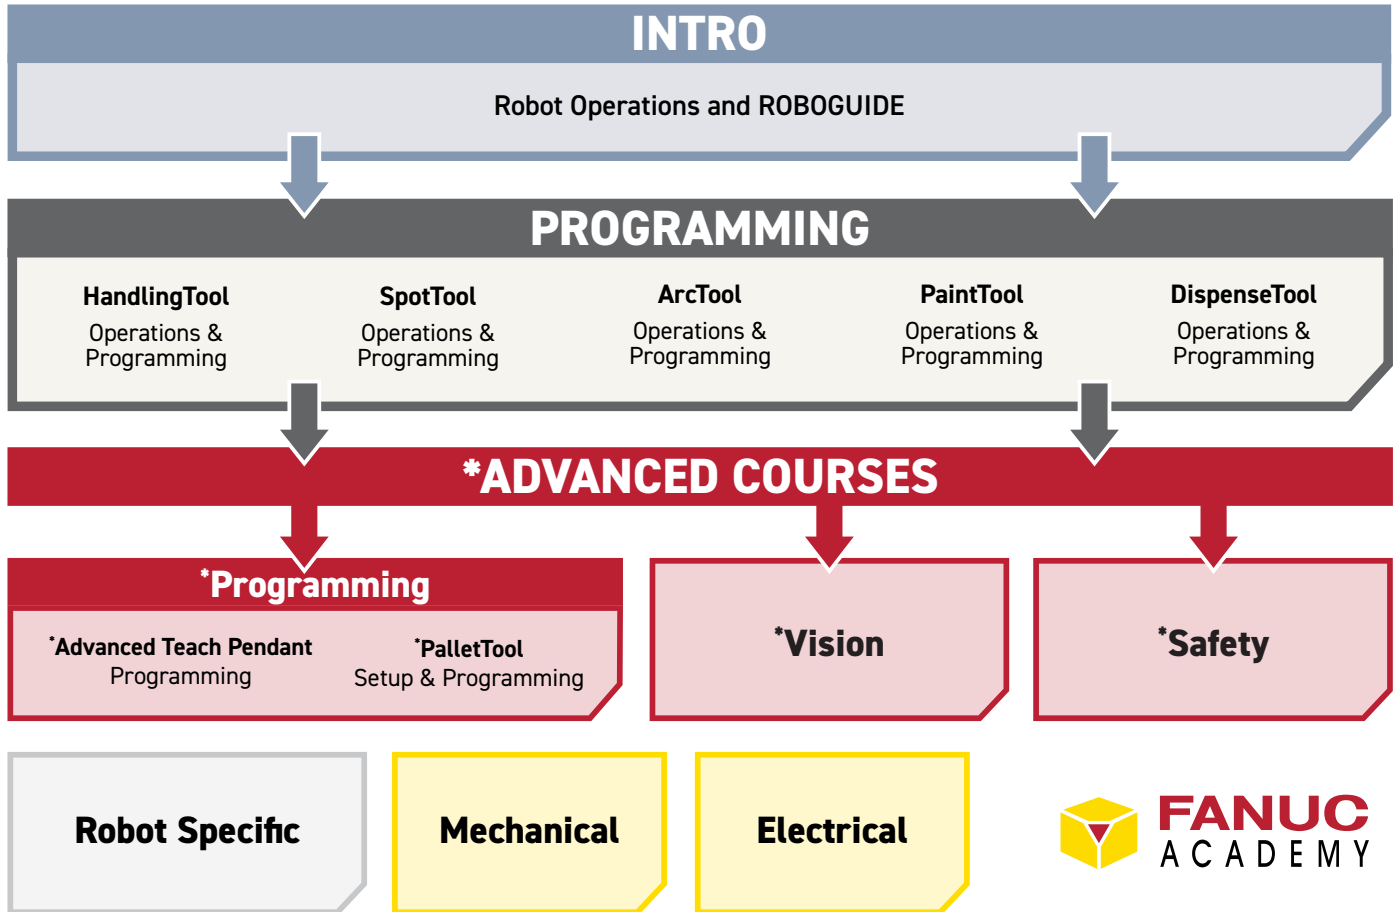 INTRO
Robot Operations and ROBOGUIDE
PROGRAMMING
HandlingTool
Operations &
Programming
SpotTool
Operations &
Programming
ArcTool
Operations &
Programming
PaintTool
Operations &
Programming
DispenseTool
Operations &
Programming
*ADVANCED COURSES
*Programming
*Advanced Teach Pendant
Programming
*PalletTool
Setup & Programming
*Vision
*Safety
Robot Specific
Mechanical
Electrical
FANUC
ACADEMY